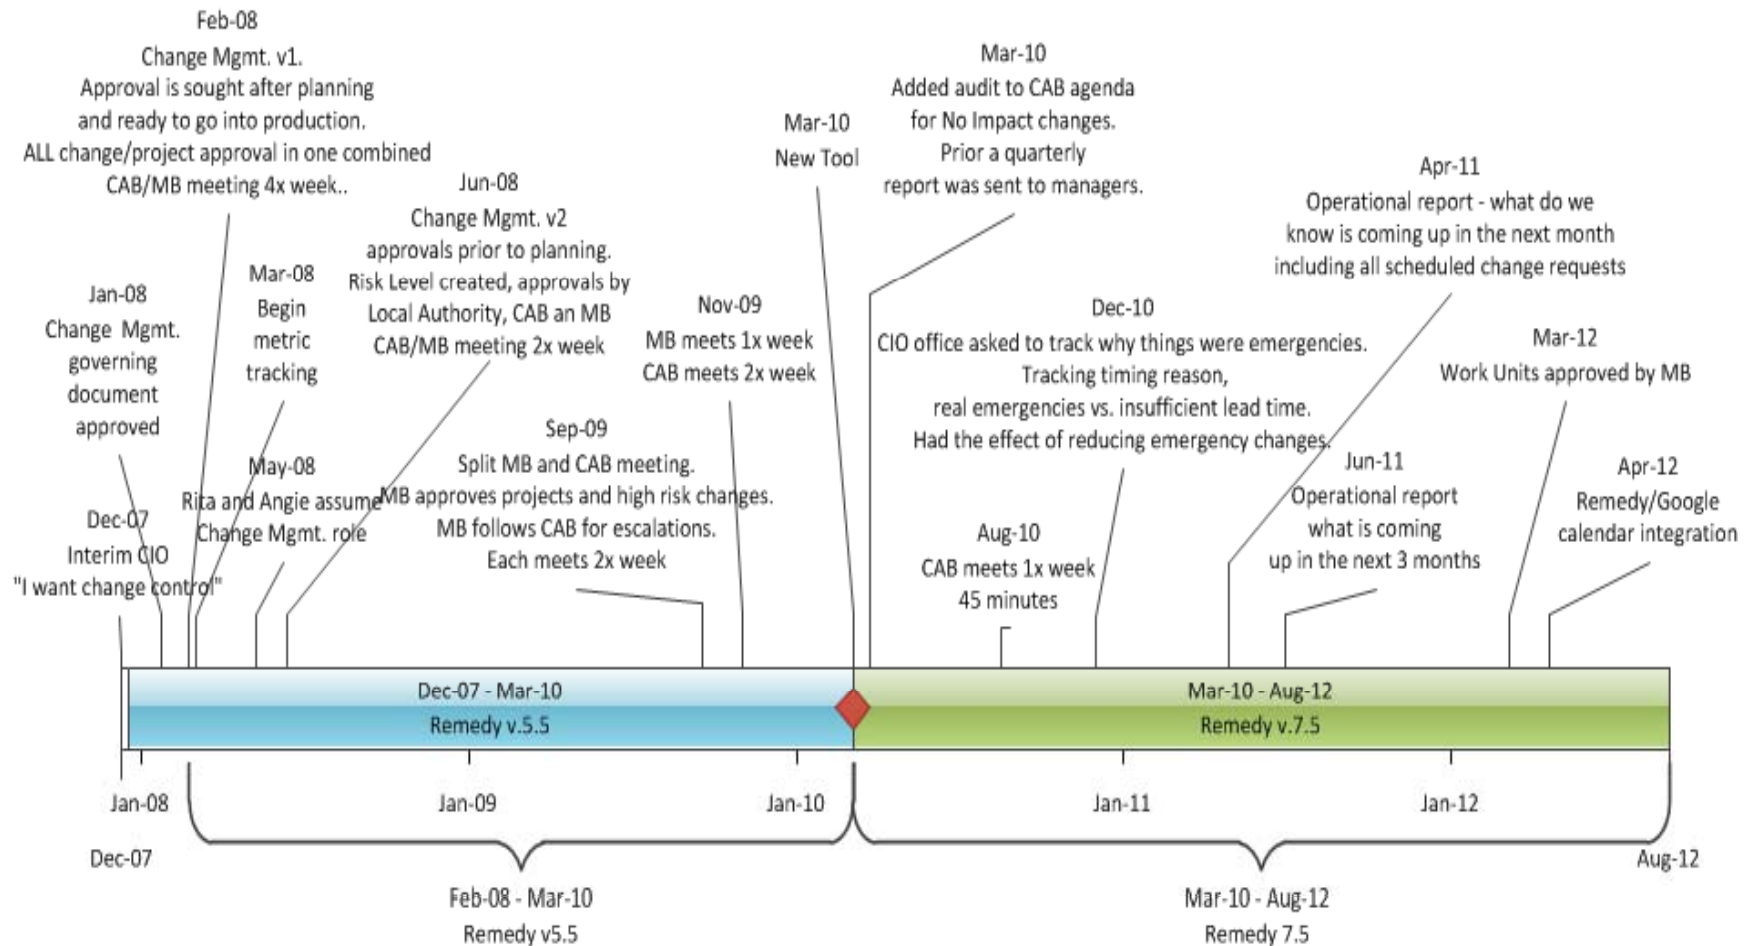 Feb-08
Change Mgmt. v1.
Approval is sought after planning
and ready to go into production.
ALL change/project approval in one combined
CAB/MB meeting 4x week..
Jan-08
Change Mgmt.
governing
document
approved
Dec-07
Interim CIO
"I want change control"
Mar-08
Begin
metric
tracking
May-08
Rita and Angie assume
Change Mgmt. role
Jun-08
Change Mgmt. v2
approvals prior to planning.
Risk Level created, approvals by
Local Authority, CAB an MB
CAB/MB meeting 2x week
Sep-09
Split MB and CAB meeting.
MB approves projects and high risk changes.
MB follows CAB for escalations.
Each meets 2x week
Nov-09
MB meets 1x week
CAB meets 2x week
Mar-10
New Tool
Mar-10
Added audit to CAB agenda
for No Impact changes.
Prior a quarterly
report was sent to managers.
Aug-10
CAB meets 1x week
45 minutes
Dec-10
CIO office asked to track why things were emergencies.
Tracking timing reason,
real emergencies vs. insufficient lead time.
Had the effect of reducing emergency changes.
Apr-11
Operational report - what do we
know is coming up in the next month
including all scheduled change requests
Jun-11
Operational report
what is coming
up in the next 3 months
Mar-12
Work Units approved by MB
Apr-12
Remedy/Google
calendar integration
Dec-07 - Mar-10
Remedy v.5.5
Mar-10 - Aug-12
Remedy v.7.5
Jan-08
Jan-09
Jan-10
Jan-11
Jan-12
Dec-07
Aug-12
Feb-08 - Mar-10
Remedy v5.5
Mar-10 - Aug-12
Remedy 7.5